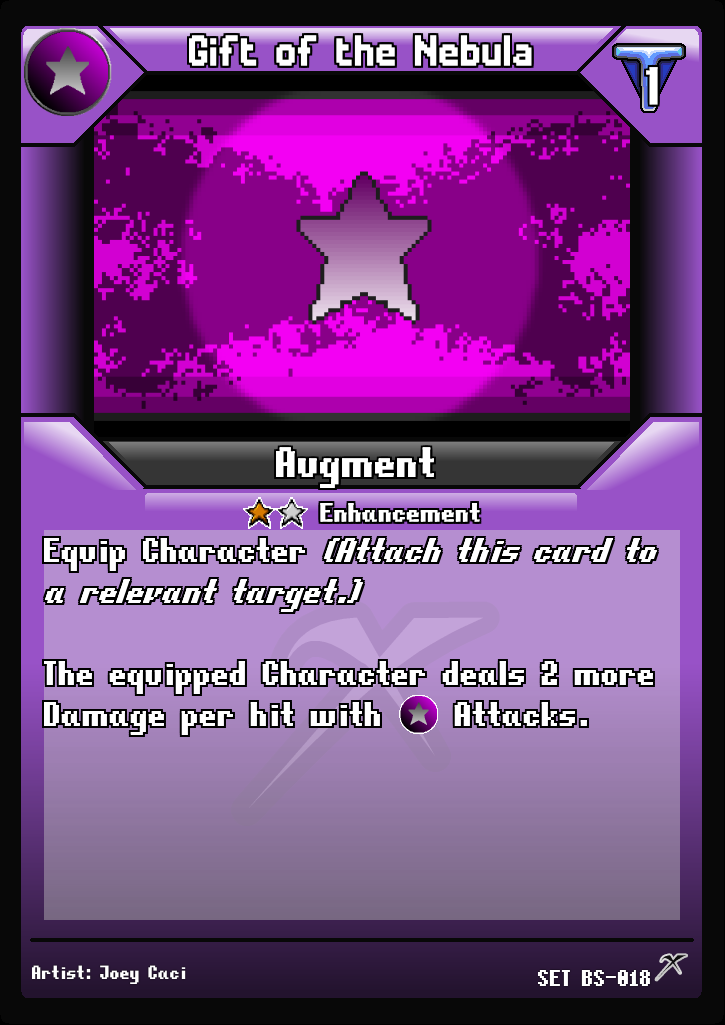 Gift of the Nebula
1
Augment
Enhancement
Equip Character (Attach this card to
a relevant target.)
The equipped Character deals 2 more
Damage per hit with Attacks.
Artist: Joey Caci
SET BS-018